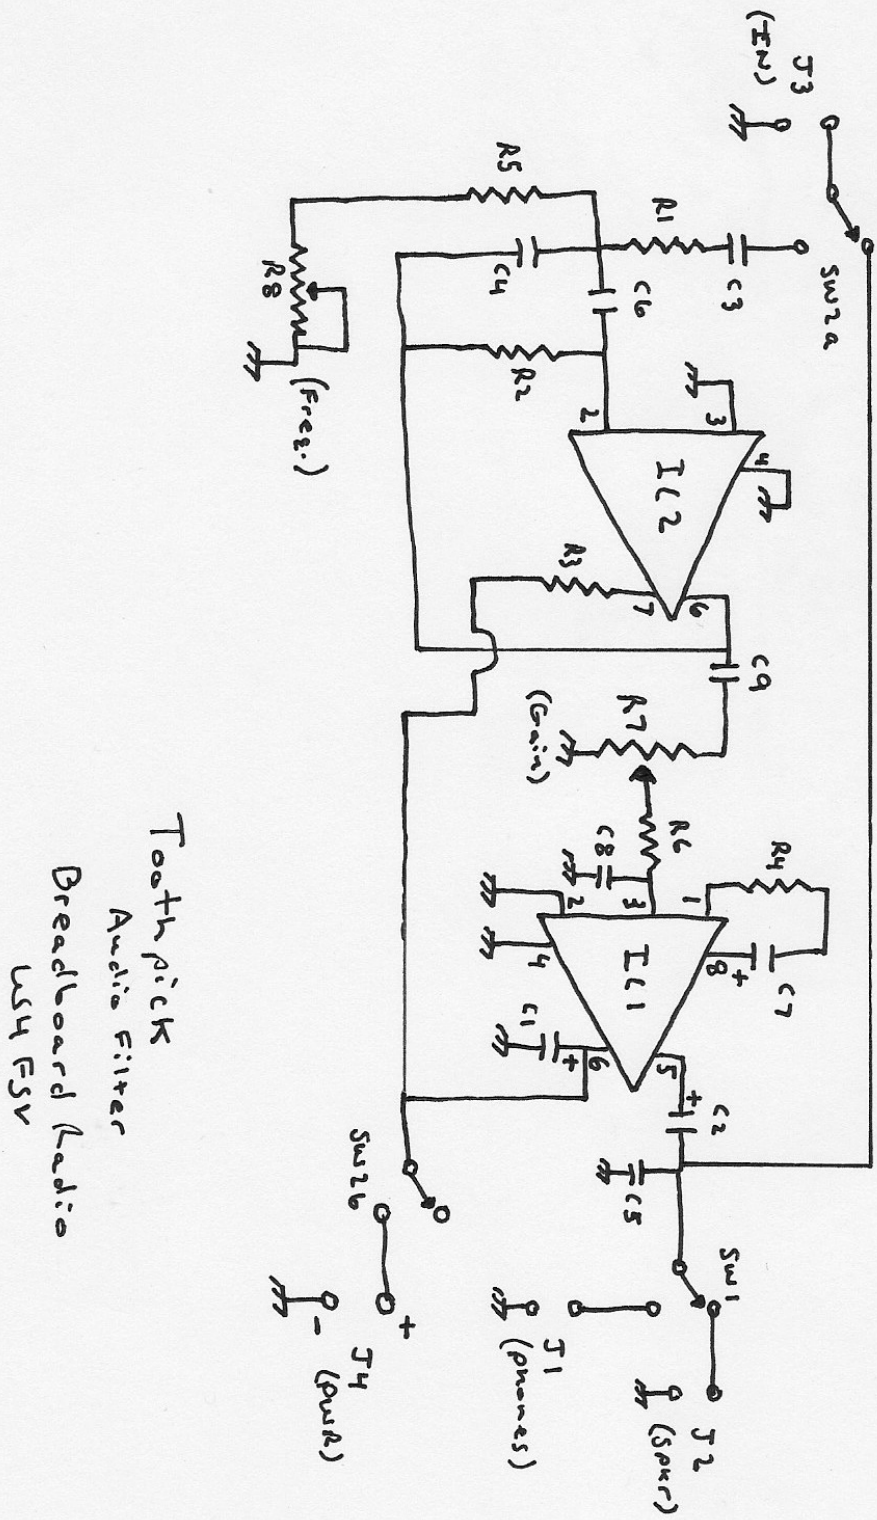 J3
(IN)
SW2a
C3
R1
R5
C4
C6
R2
R8
(Freq.)
2
3
4
IC2
6
7
R3
C9
R7
(Gain)
R6
C8
R4
C7
+
1
8
3
2
4
IC1
5
6
+
C1
+
C2
C5
SW1
J2
(Spkr)
J1
(phones)
SW2b
+
-
J4
(PWR)
Toothpick
Audio Filter
Breadboard Radio
WS4FSV